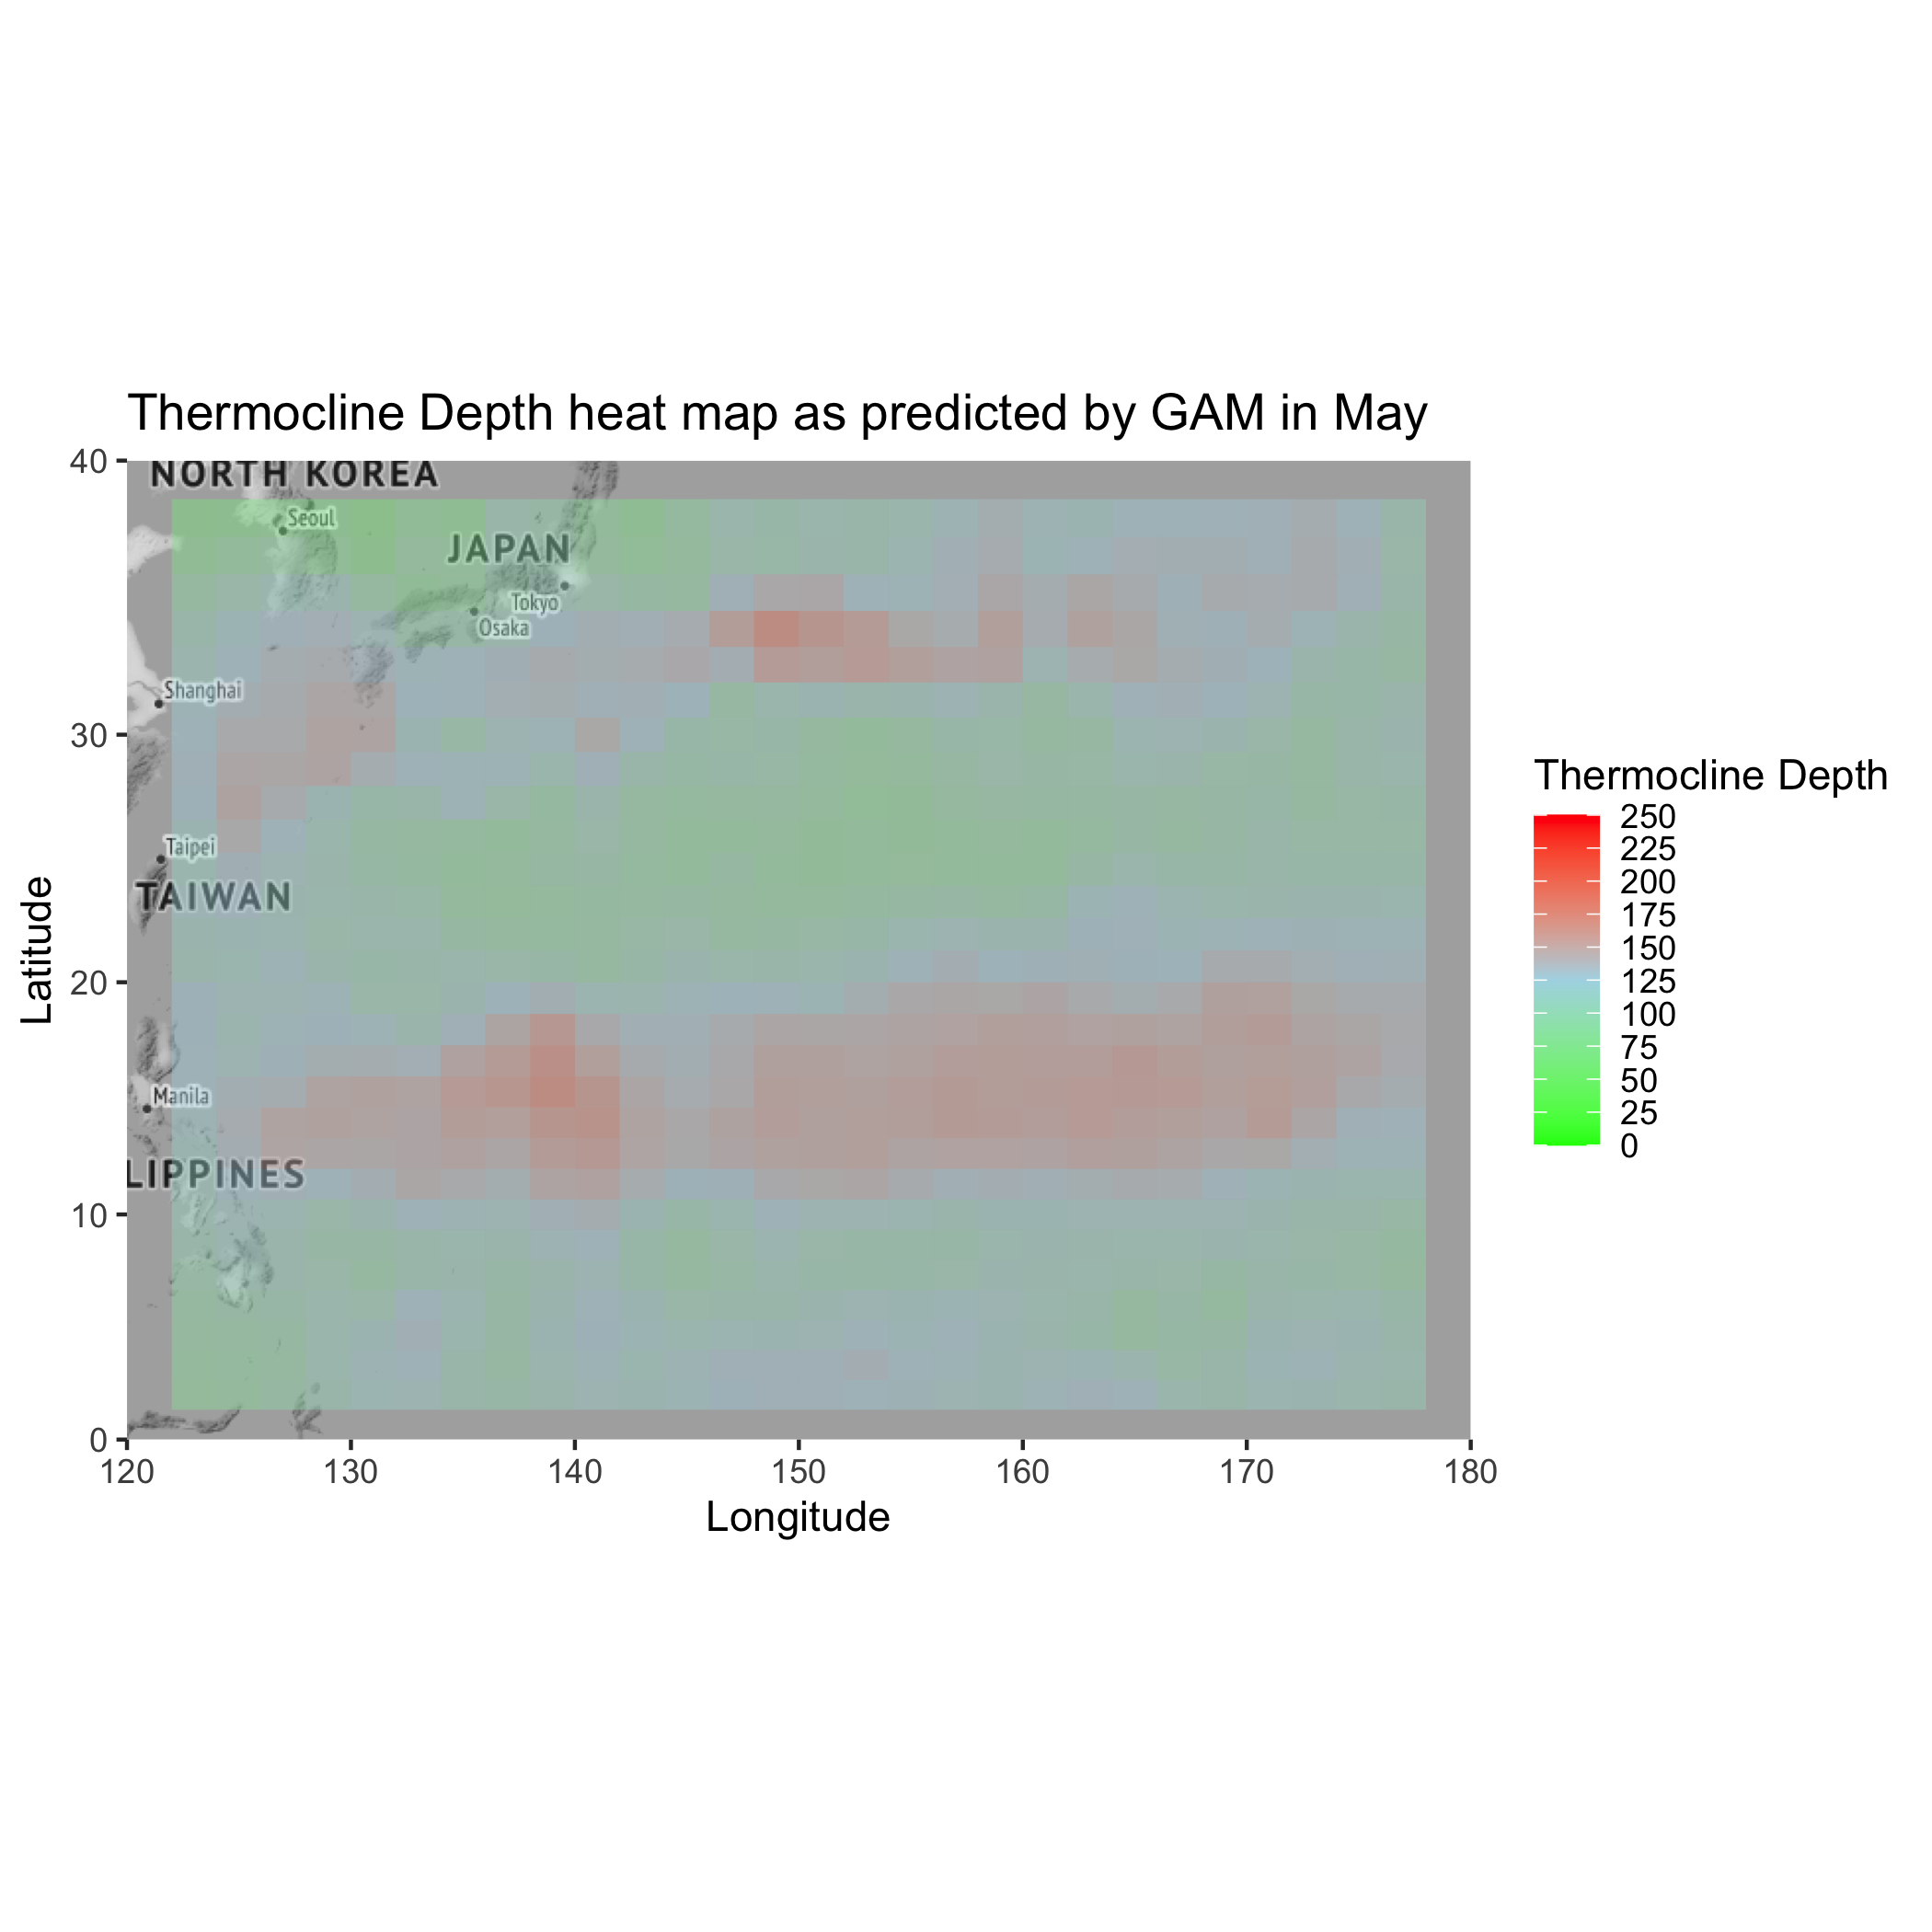 Thermocline Depth heat map as predicted by GAM in May
40
30
20
10
0
Latitude
NORTH KOREA
Seoul
JAPAN
Tokyo
Osaka
Shanghai
Taipei
TAIWAN
Manila
LIPPINES
120 130 140 150 160 170 180
Longitude
Thermocline Depth
250
225
200
175
150
125
100
75
50
25
0